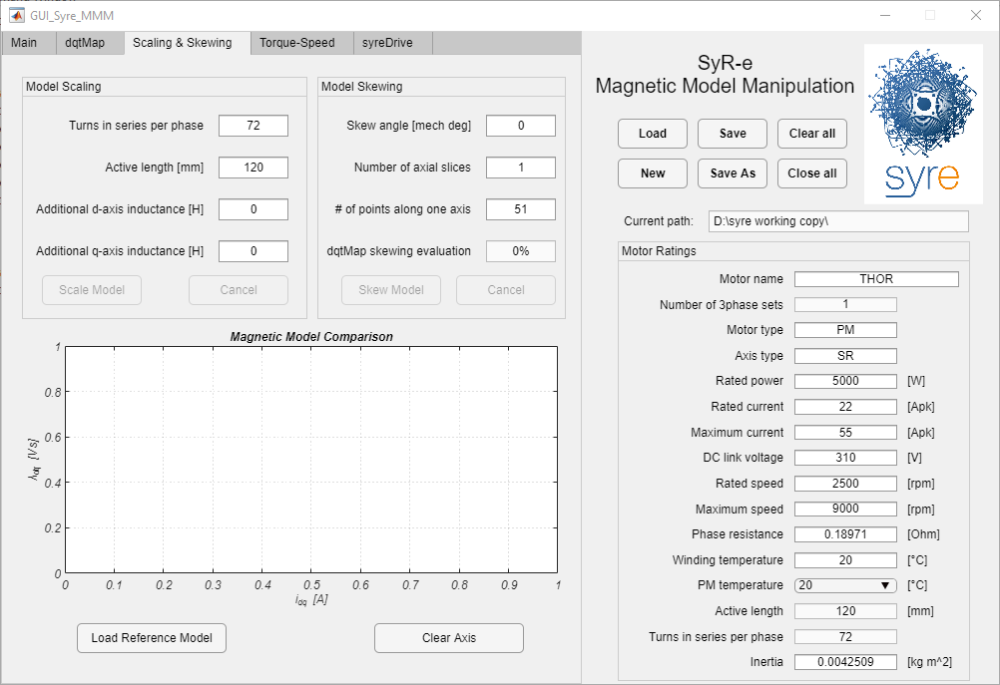 GUI_Syre_MMM
Main dqtMap Scaling & Skewing Torque-Speed syreDrive
SyR-e
Magnetic Model Manipulation
Load Save Clear all
New Save As Close all
syre
Current path: D:\syre working copy\
Model Scaling
Turns in series per phase 72
Active length [mm] 120
Additional d-axis inductance [H] 0
Additional q-axis inductance [H] 0
Scale Model Cancel
Model Skewing
Skew angle [mech deg] 0
Number of axial slices 1
# of points along one axis 51
dqtMap skewing evaluation 0%
Skew Model Cancel
Magnetic Model Comparison
1
0.8
0.6
0.4
0.2
0
λdq [Vs]
0 0.1 0.2 0.3 0.4 0.5 0.6 0.7 0.8 0.9 1
idq [A]
Load Reference Model Clear Axis
Motor Ratings
Motor name THOR
Number of 3phase sets 1
Motor type PM
Axis type SR
Rated power 5000 [W]
Rated current 22 [Apk]
Maximum current 55 [Apk]
DC link voltage 310 [V]
Rated speed 2500 [rpm]
Maximum speed 9000 [rpm]
Phase resistance 0.18971 [Ohm]
Winding temperature 20 [°C]
PM temperature 20 [°C]
Active length 120 [mm]
Turns in series per phase 72
Inertia 0.0042509 [kg m^2]